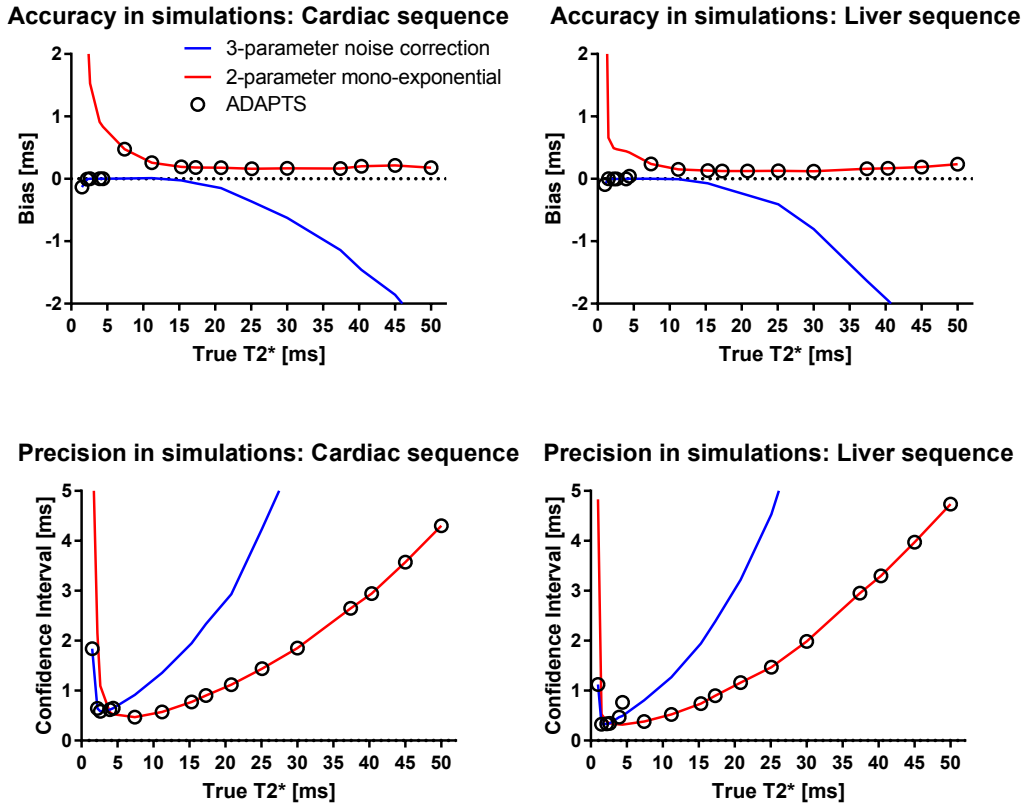 Accuracy in simulations: Cardiac sequence
3-parameter noise correction
2-parameter mono-exponential
ADAPTS
Bias [ms]
2
1
0
-1
-2
0 5 10 15 20 25 30 35 40 45 50
True T2* [ms]
Accuracy in simulations: Liver sequence
Bias [ms]
2
1
0
-1
-2
0 5 10 15 20 25 30 35 40 45 50
True T2* [ms]
Precision in simulations: Cardiac sequence
Confidence Interval [ms]
5
4
3
2
1
0
0 5 10 15 20 25 30 35 40 45 50
True T2* [ms]
Precision in simulations: Liver sequence
Confidence Interval [ms]
5
4
3
2
1
0
0 5 10 15 20 25 30 35 40 45 50
True T2* [ms]